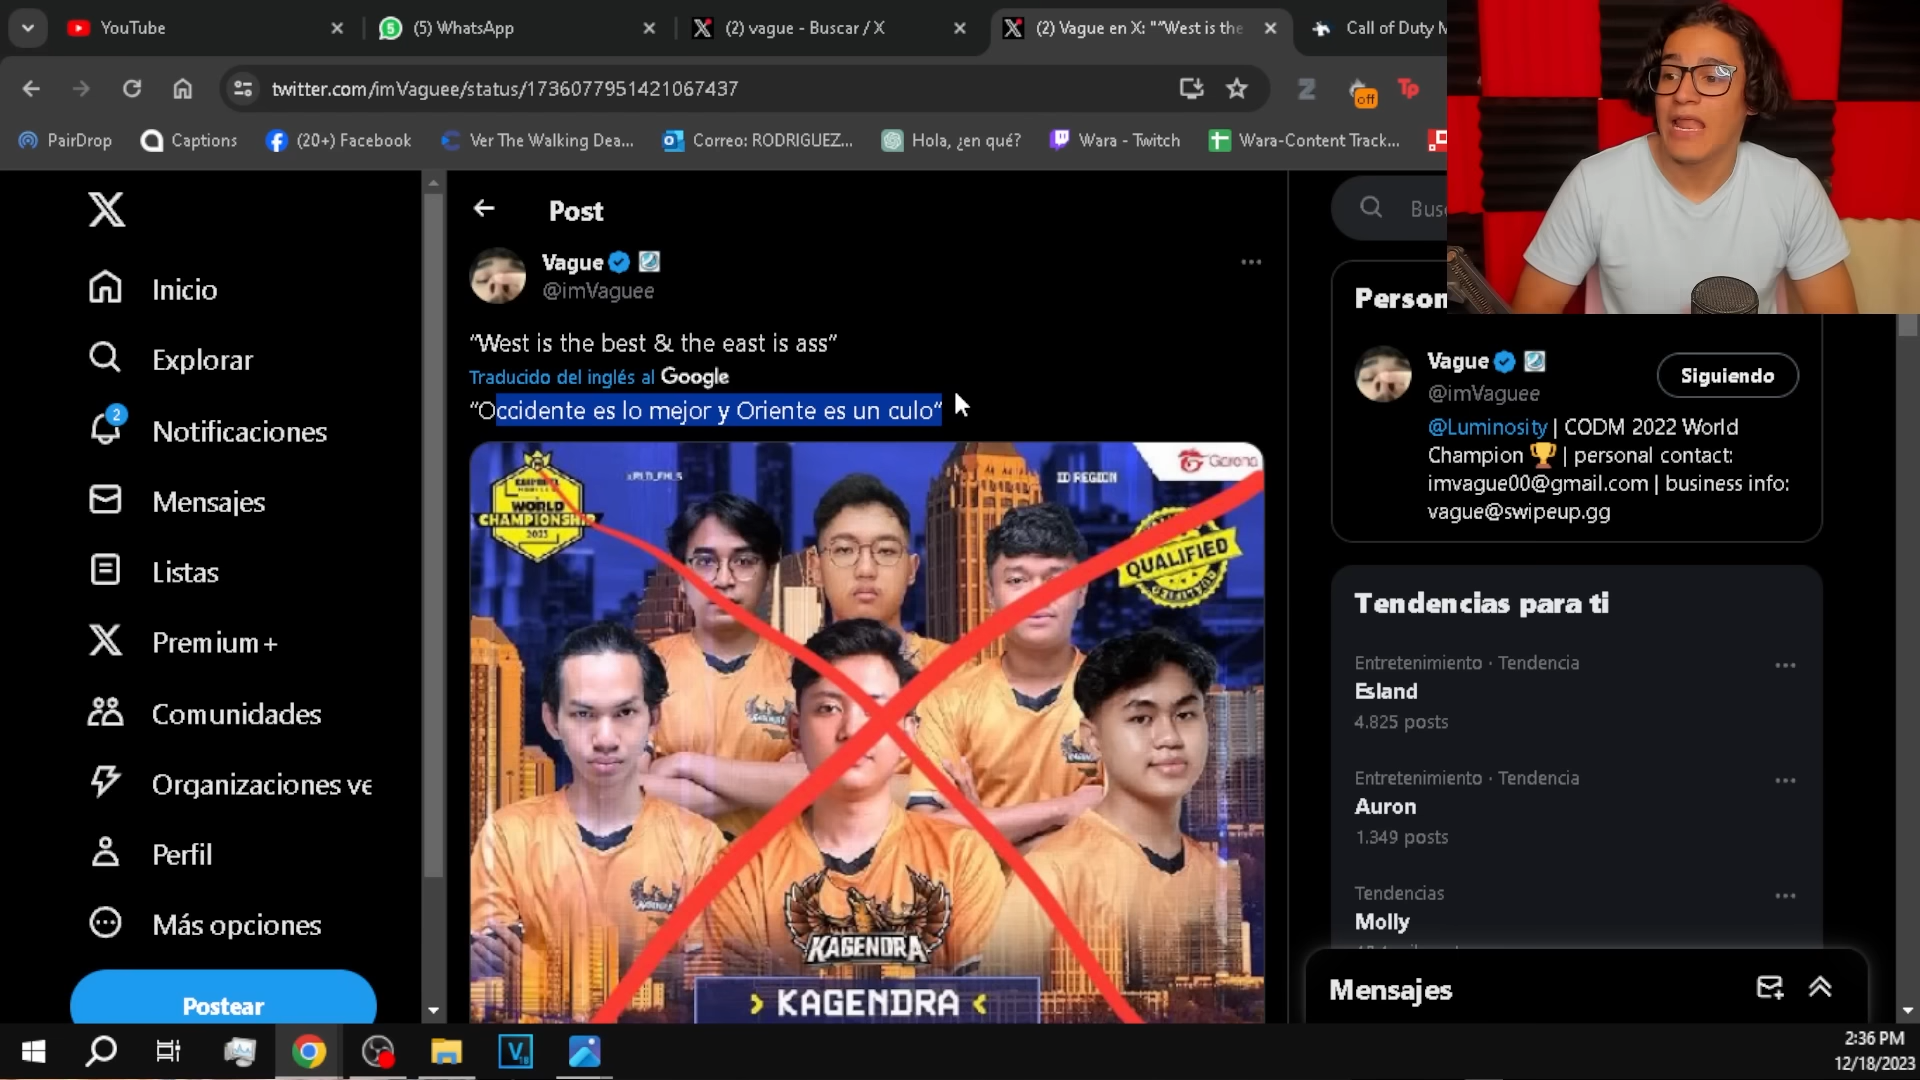 YouTube
(5) WhatsApp
(2) vague - Buscar / X
(2) Vague en X: "“West is the
Call of Duty M
twitter.com/imVaguee/status/1736077951421067437
off
Tp
PairDrop
Captions
(20+) Facebook
Ver The Walking Dea...
Correo: RODRIGUEZ...
Hola, ¿en qué?
Wara - Twitch
Wara-Content Track...
Inicio
Explorar
2
Notificaciones
Mensajes
Listas
Premium+
Comunidades
Organizaciones ve
Perfil
Más opciones
Postear
Post
Vague
@imVaguee
“West is the best & the east is ass”
Traducido del inglés al Google
“Occidente es lo mejor y Oriente es un culo”
WORLD
CHAMPIONSHIP
2023
ID REGION
Garena
QUALIFIED
KAGENDRA
› KAGENDRA ‹
Busc
Person
Vague
@imVaguee
Siguiendo
@Luminosity | CODM 2022 World
Champion 🏆 | personal contact:
imvague00@gmail.com | business info:
vague@swipeup.gg
Tendencias para ti
Entretenimiento · Tendencia
Esland
4.825 posts
Entretenimiento · Tendencia
Auron
1.349 posts
Tendencias
Molly
Mensajes
2:36 PM
12/18/2023